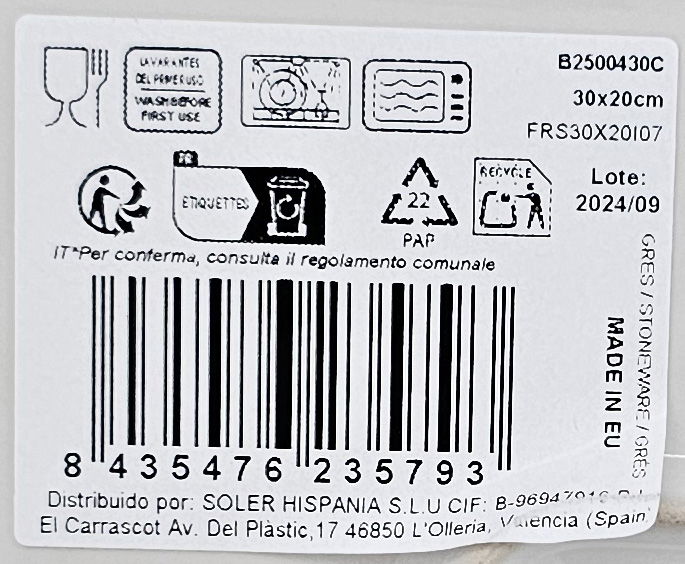 LAVAR ANTES
DEL PRIMER USO
WASH BEFORE
FIRST USE
B2500430C
30x20cm
FRS30X20I07
FR
ETIQUETTES
22
PAP
RECYCLE
Lote:
2024/09
IT*Per conferma, consulta il regolamento comunale
GRES / STONEWARE / GRÈS
MADE IN EU
8 435476 235793
Distribuido por: SOLER HISPANIA S.L.U CIF:
El Carrascot Av. Del Plàstic,17 46850 L'Olleria, Valencia (Spain)